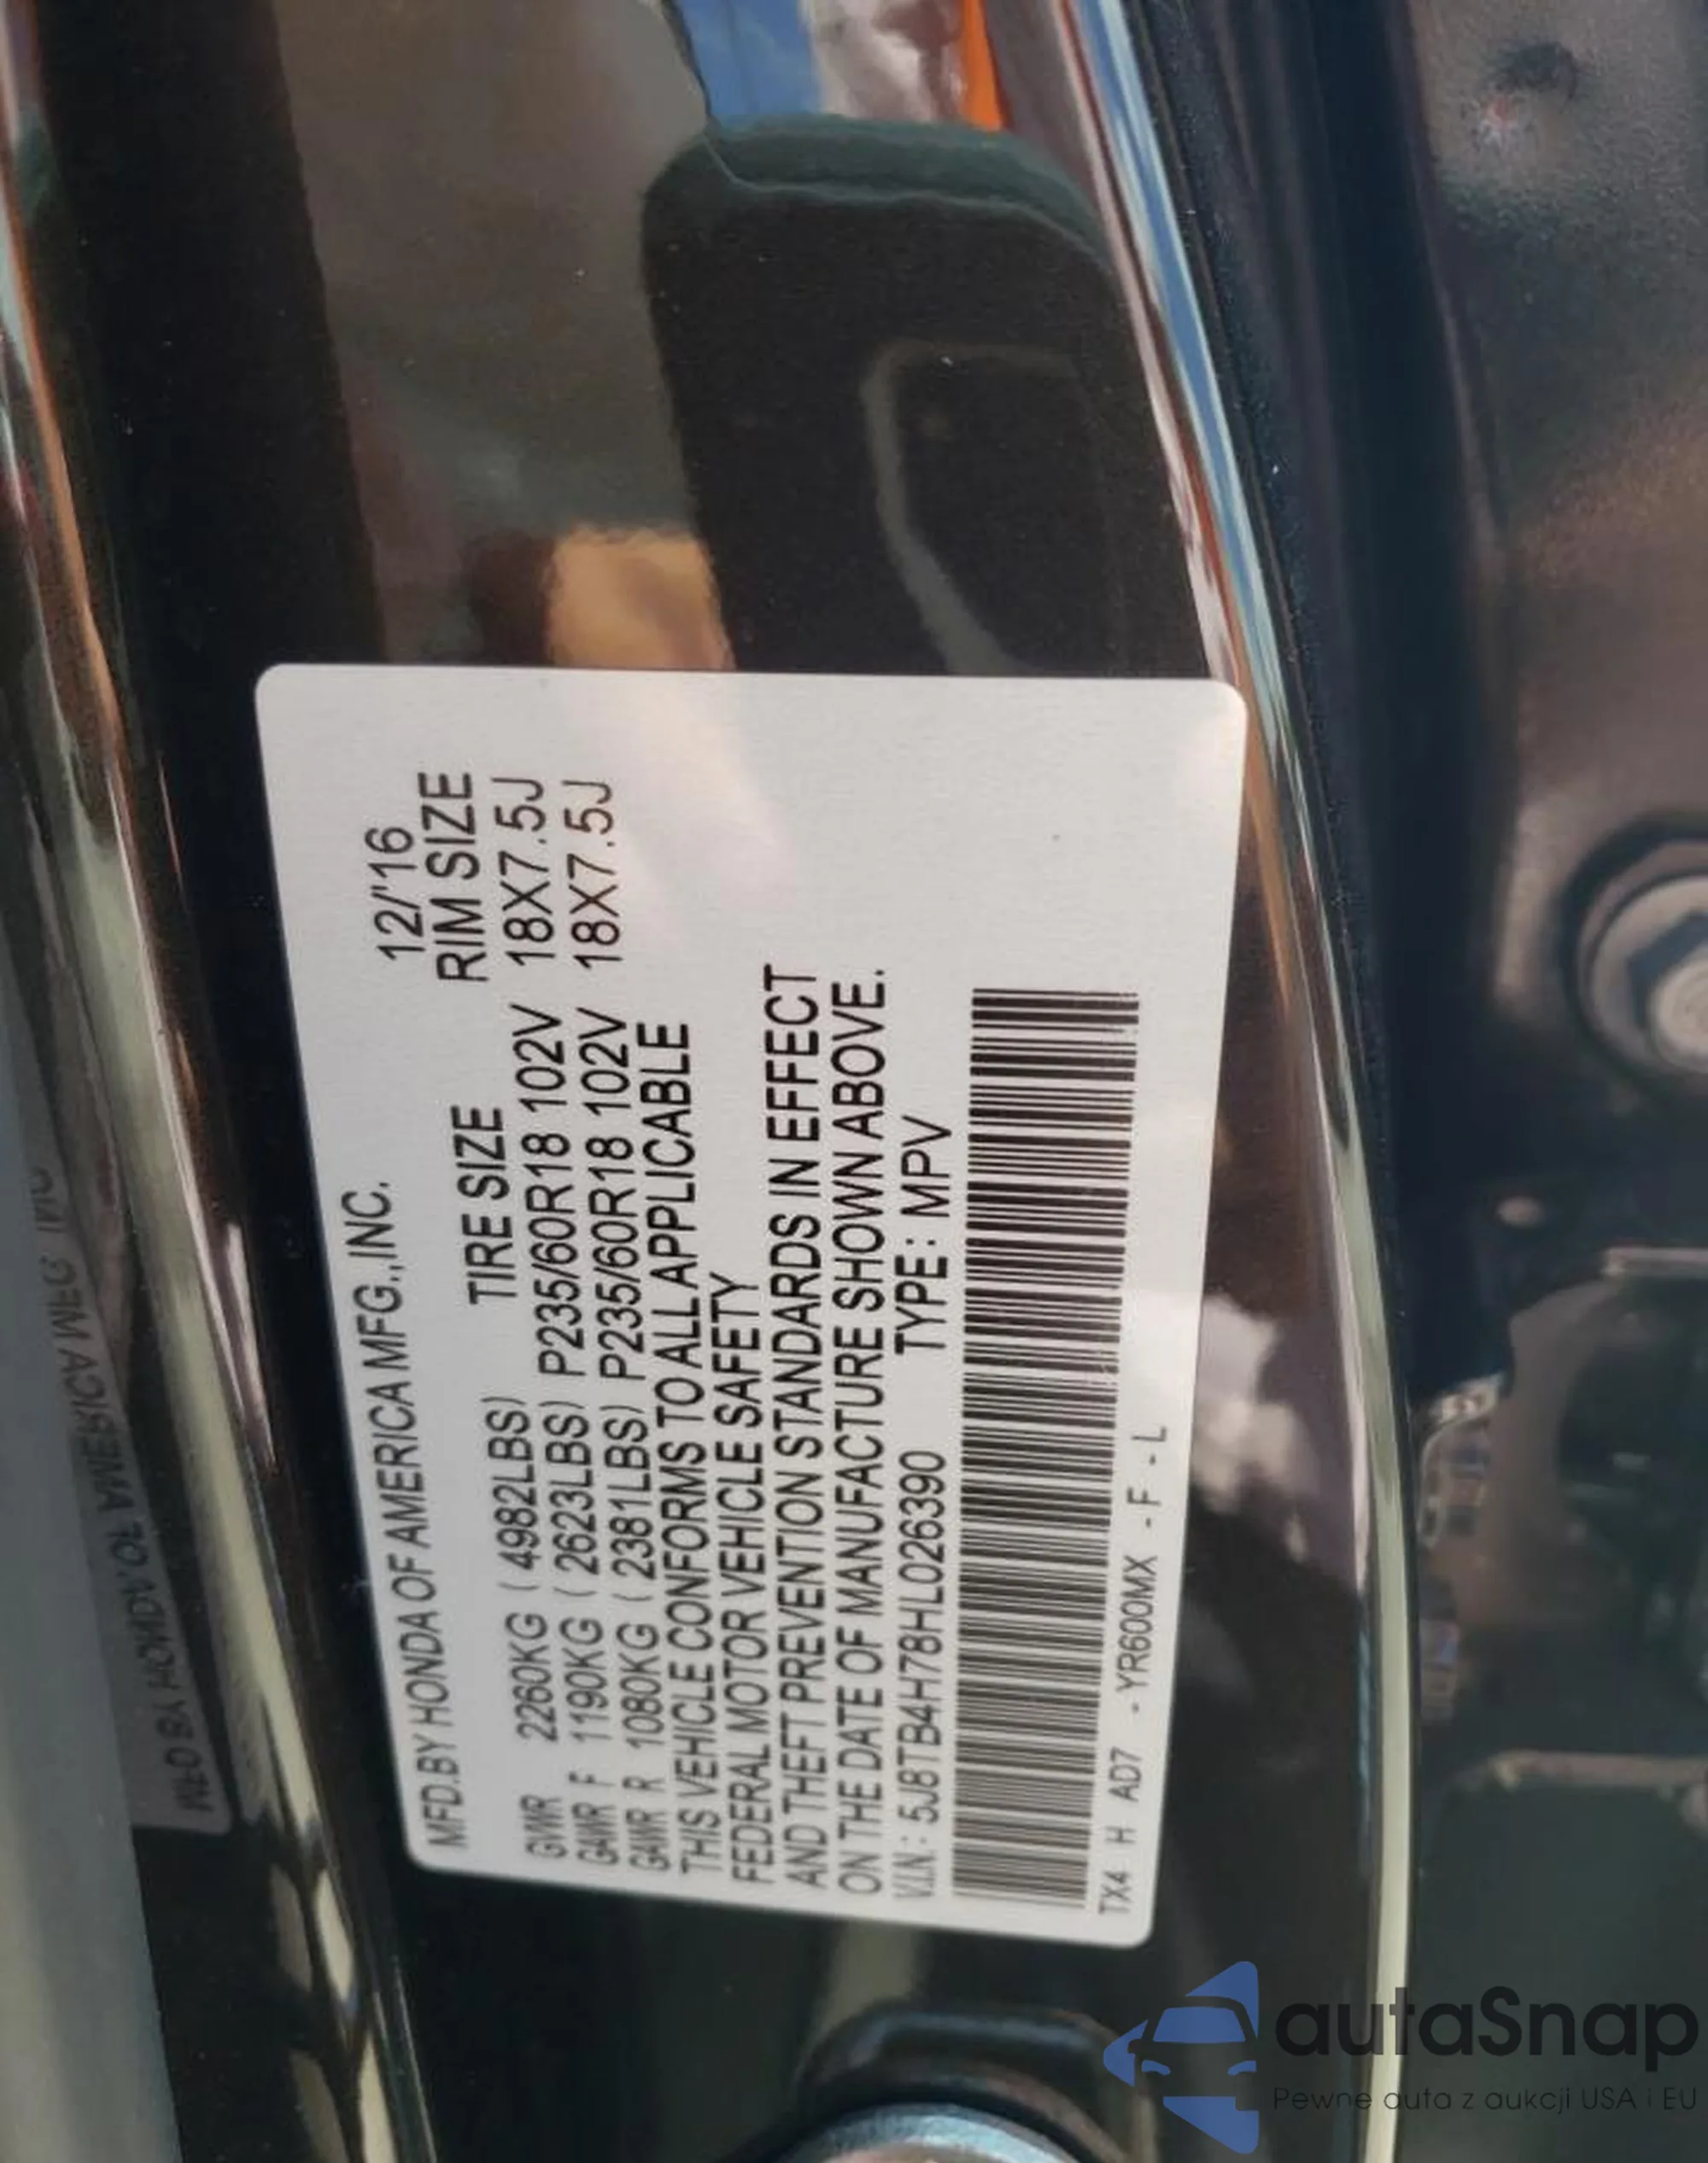 MFD.BY HONDA OF AMERICA MFG.,INC. 12/'16
TIRE SIZE RIM SIZE
GVWR 2260KG ( 4982LBS)
GAWR F 1190KG ( 2623LBS) P235/60R18 102V 18X7.5J
GAWR R 1080KG ( 2381LBS) P235/60R18 102V 18X7.5J
THIS VEHICLE CONFORMS TO ALL APPLICABLE
FEDERAL MOTOR VEHICLE SAFETY
AND THEFT PREVENTION STANDARDS IN EFFECT
ON THE DATE OF MANUFACTURE SHOWN ABOVE.
V.I.N.: 5J8TB4H78HL026390 TYPE: MPV
TX4 H AD7 - YR600MX - F - L
autaSnap
Pewne auta z aukcji USA i EU